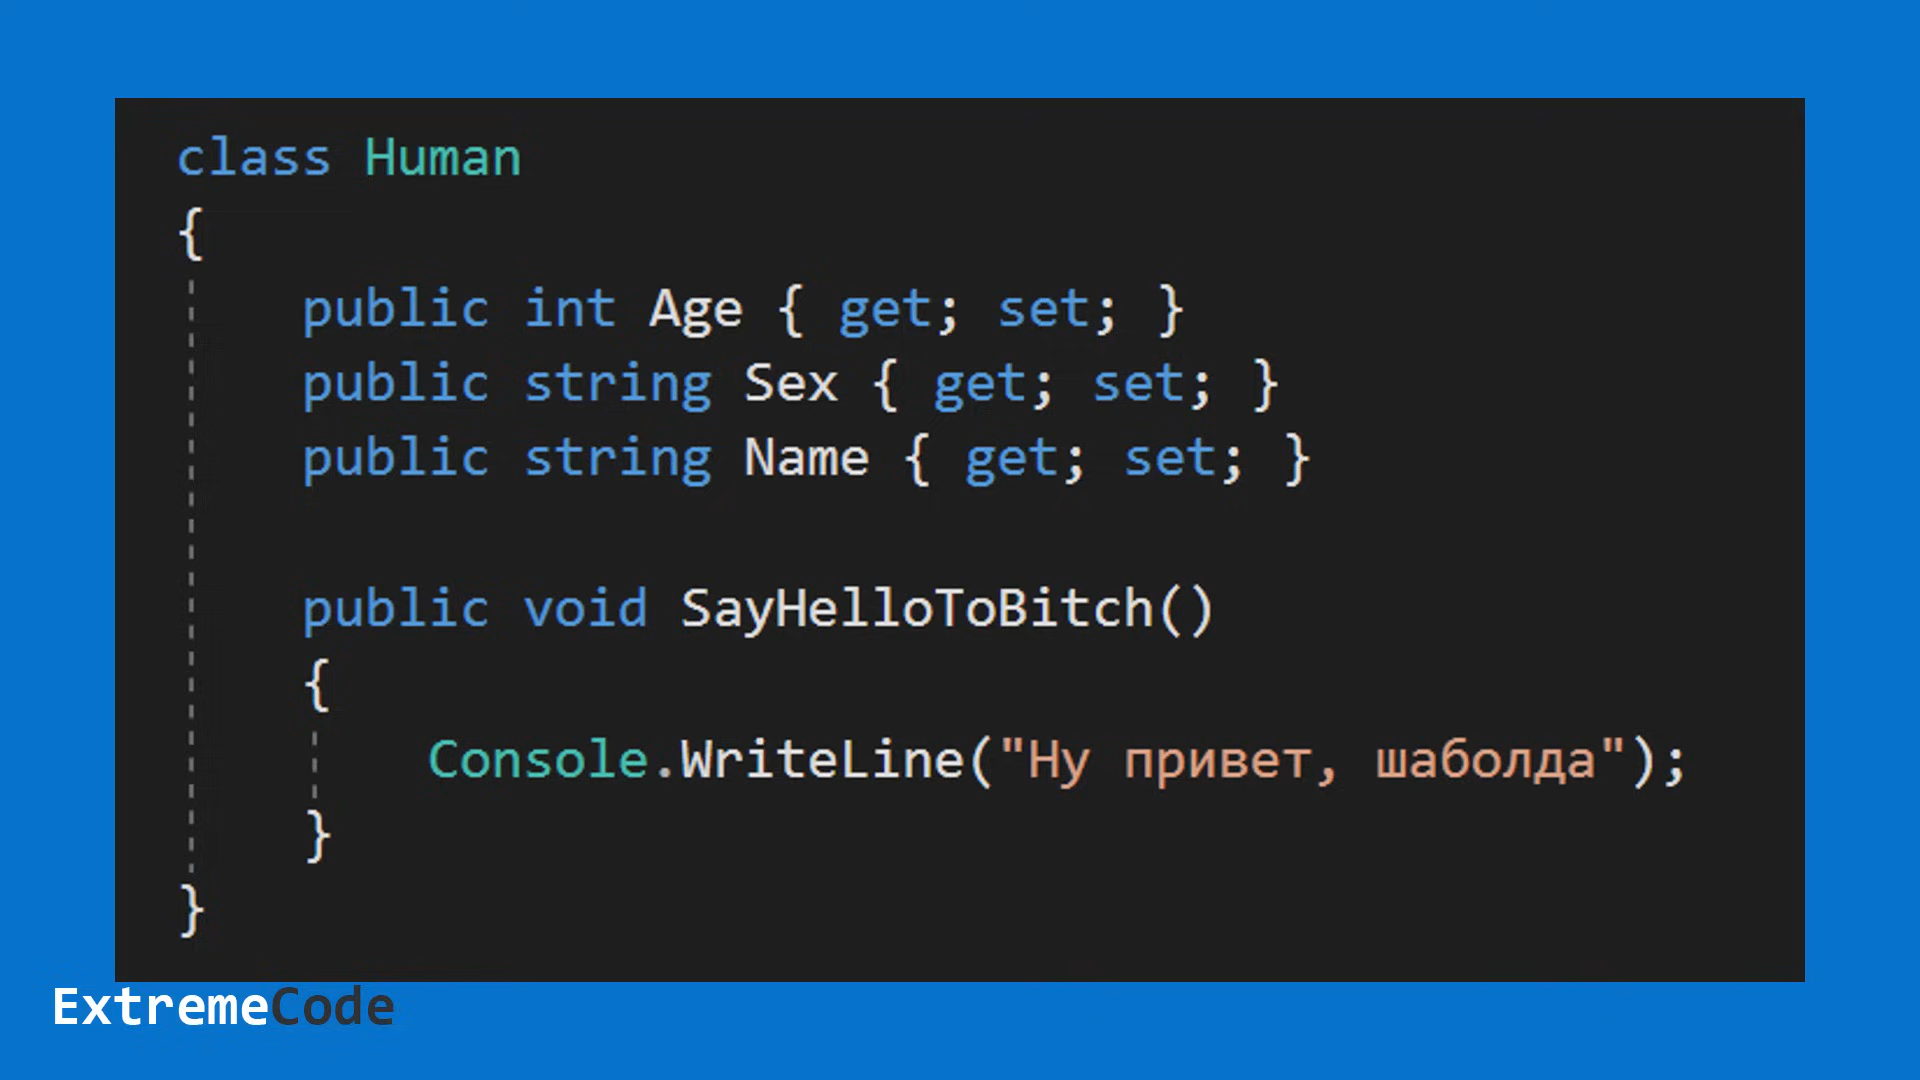 class Human
{
public int Age { get; set; }
public string Sex { get; set; }
public string Name { get; set; }
public void SayHelloToBitch()
{
Console.WriteLine("Ну привет, шаболда");
}
}
ExtremeCode